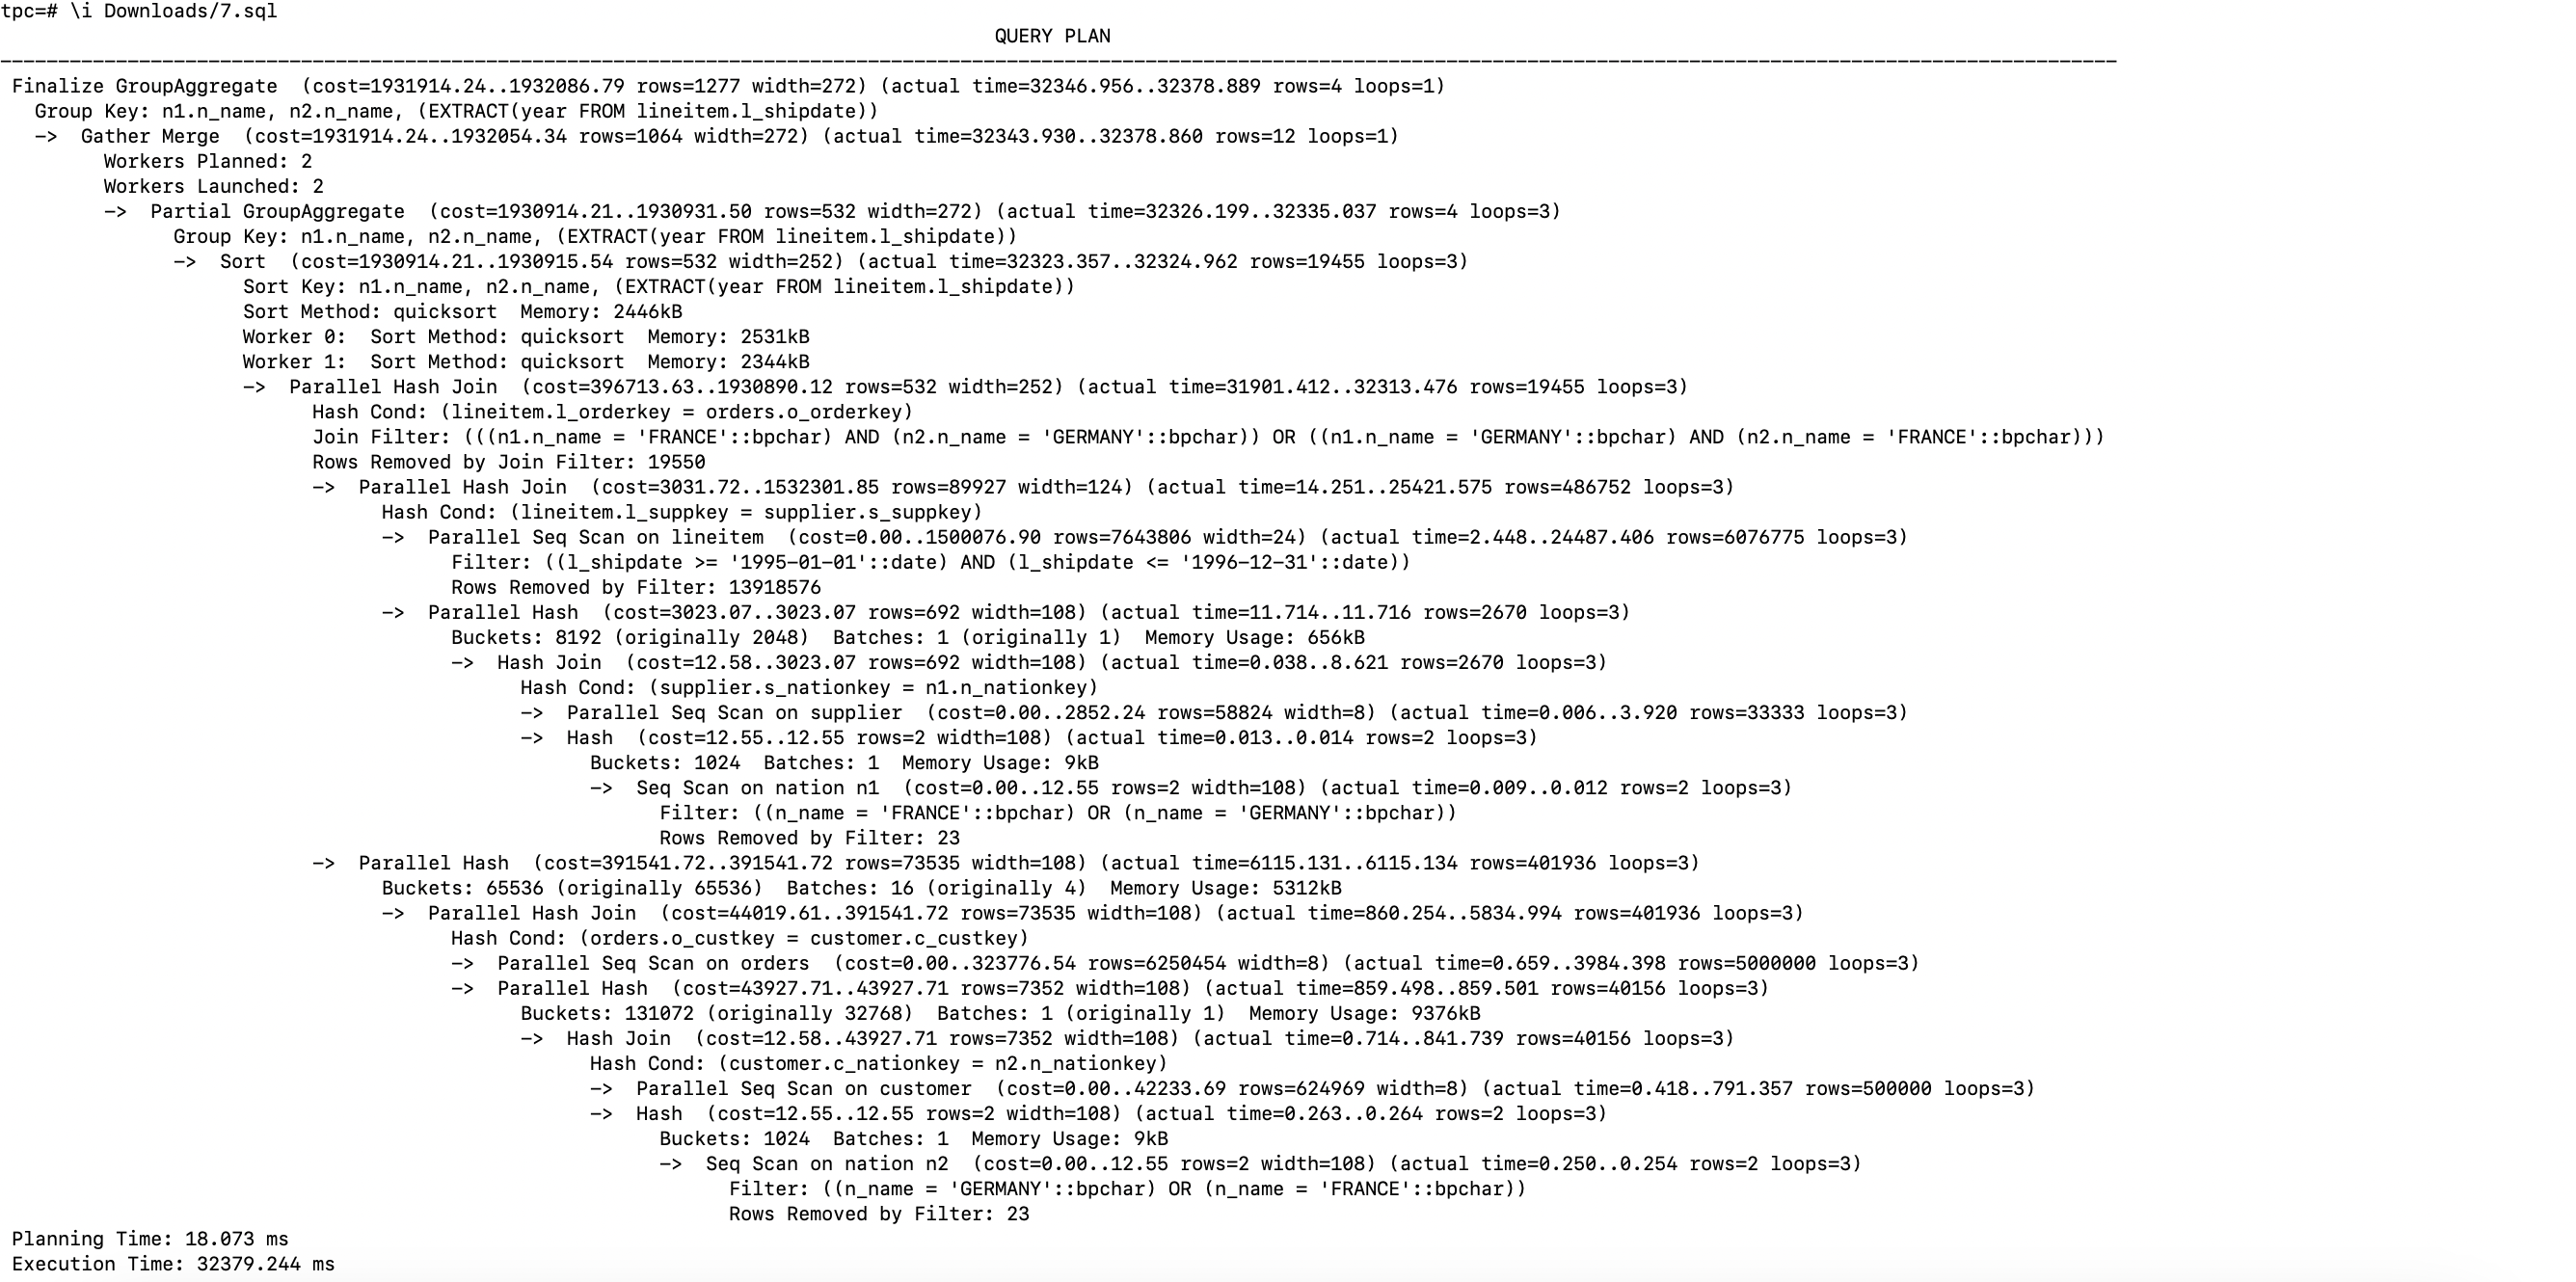 tpc=# \i Downloads/7.sql
QUERY PLAN
----------------------------------------------------------------------------------------------------------------------------------------------------------------------------------------
Finalize GroupAggregate  (cost=1931914.24..1932086.79 rows=1277 width=272) (actual time=32346.956..32378.889 rows=4 loops=1)
  Group Key: n1.n_name, n2.n_name, (EXTRACT(year FROM lineitem.l_shipdate))
  ->  Gather Merge  (cost=1931914.24..1932054.34 rows=1064 width=272) (actual time=32343.930..32378.860 rows=12 loops=1)
        Workers Planned: 2
        Workers Launched: 2
        ->  Partial GroupAggregate  (cost=1930914.21..1930931.50 rows=532 width=272) (actual time=32326.199..32335.037 rows=4 loops=3)
              Group Key: n1.n_name, n2.n_name, (EXTRACT(year FROM lineitem.l_shipdate))
              ->  Sort  (cost=1930914.21..1930915.54 rows=532 width=252) (actual time=32323.357..32324.962 rows=19455 loops=3)
                    Sort Key: n1.n_name, n2.n_name, (EXTRACT(year FROM lineitem.l_shipdate))
                    Sort Method: quicksort  Memory: 2446kB
                    Worker 0:  Sort Method: quicksort  Memory: 2531kB
                    Worker 1:  Sort Method: quicksort  Memory: 2344kB
                    ->  Parallel Hash Join  (cost=396713.63..1930890.12 rows=532 width=252) (actual time=31901.412..32313.476 rows=19455 loops=3)
                          Hash Cond: (lineitem.l_orderkey = orders.o_orderkey)
                          Join Filter: (((n1.n_name = 'FRANCE'::bpchar) AND (n2.n_name = 'GERMANY'::bpchar)) OR ((n1.n_name = 'GERMANY'::bpchar) AND (n2.n_name = 'FRANCE'::bpchar)))
                          Rows Removed by Join Filter: 19550
                          ->  Parallel Hash Join  (cost=3031.72..1532301.85 rows=89927 width=124) (actual time=14.251..25421.575 rows=486752 loops=3)
                                Hash Cond: (lineitem.l_suppkey = supplier.s_suppkey)
                                ->  Parallel Seq Scan on lineitem  (cost=0.00..1500076.90 rows=7643806 width=24) (actual time=2.448..24487.406 rows=6076775 loops=3)
                                      Filter: ((l_shipdate >= '1995-01-01'::date) AND (l_shipdate <= '1996-12-31'::date))
                                      Rows Removed by Filter: 13918576
                                ->  Parallel Hash  (cost=3023.07..3023.07 rows=692 width=108) (actual time=11.714..11.716 rows=2670 loops=3)
                                      Buckets: 8192 (originally 2048)  Batches: 1 (originally 1)  Memory Usage: 656kB
                                      ->  Hash Join  (cost=12.58..3023.07 rows=692 width=108) (actual time=0.038..8.621 rows=2670 loops=3)
                                            Hash Cond: (supplier.s_nationkey = n1.n_nationkey)
                                            ->  Parallel Seq Scan on supplier  (cost=0.00..2852.24 rows=58824 width=8) (actual time=0.006..3.920 rows=33333 loops=3)
                                            ->  Hash  (cost=12.55..12.55 rows=2 width=108) (actual time=0.013..0.014 rows=2 loops=3)
                                                  Buckets: 1024  Batches: 1  Memory Usage: 9kB
                                                  ->  Seq Scan on nation n1  (cost=0.00..12.55 rows=2 width=108) (actual time=0.009..0.012 rows=2 loops=3)
                                                        Filter: ((n_name = 'FRANCE'::bpchar) OR (n_name = 'GERMANY'::bpchar))
                                                        Rows Removed by Filter: 23
                          ->  Parallel Hash  (cost=391541.72..391541.72 rows=73535 width=108) (actual time=6115.131..6115.134 rows=401936 loops=3)
                                Buckets: 65536 (originally 65536)  Batches: 16 (originally 4)  Memory Usage: 5312kB
                                ->  Parallel Hash Join  (cost=44019.61..391541.72 rows=73535 width=108) (actual time=860.254..5834.994 rows=401936 loops=3)
                                      Hash Cond: (orders.o_custkey = customer.c_custkey)
                                      ->  Parallel Seq Scan on orders  (cost=0.00..323776.54 rows=6250454 width=8) (actual time=0.659..3984.398 rows=5000000 loops=3)
                                      ->  Parallel Hash  (cost=43927.71..43927.71 rows=7352 width=108) (actual time=859.498..859.501 rows=40156 loops=3)
                                            Buckets: 131072 (originally 32768)  Batches: 1 (originally 1)  Memory Usage: 9376kB
                                            ->  Hash Join  (cost=12.58..43927.71 rows=7352 width=108) (actual time=0.714..841.739 rows=40156 loops=3)
                                                  Hash Cond: (customer.c_nationkey = n2.n_nationkey)
                                                  ->  Parallel Seq Scan on customer  (cost=0.00..42233.69 rows=624969 width=8) (actual time=0.418..791.357 rows=500000 loops=3)
                                                  ->  Hash  (cost=12.55..12.55 rows=2 width=108) (actual time=0.263..0.264 rows=2 loops=3)
                                                        Buckets: 1024  Batches: 1  Memory Usage: 9kB
                                                        ->  Seq Scan on nation n2  (cost=0.00..12.55 rows=2 width=108) (actual time=0.250..0.254 rows=2 loops=3)
                                                              Filter: ((n_name = 'GERMANY'::bpchar) OR (n_name = 'FRANCE'::bpchar))
                                                              Rows Removed by Filter: 23
Planning Time: 18.073 ms
Execution Time: 32379.244 ms